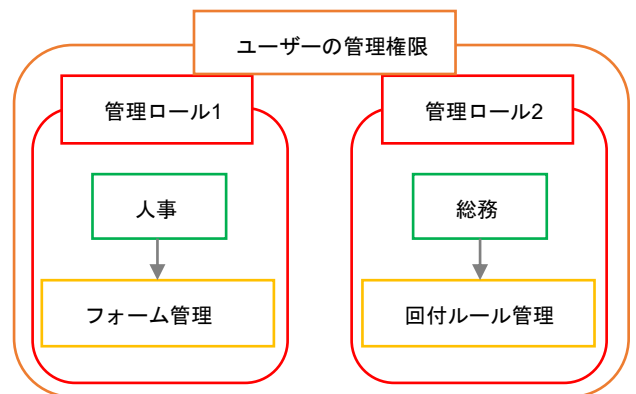 ユーザーの管理権限
管理ロール1
管理ロール2
人事
総務
フォーム管理
回付ルール管理